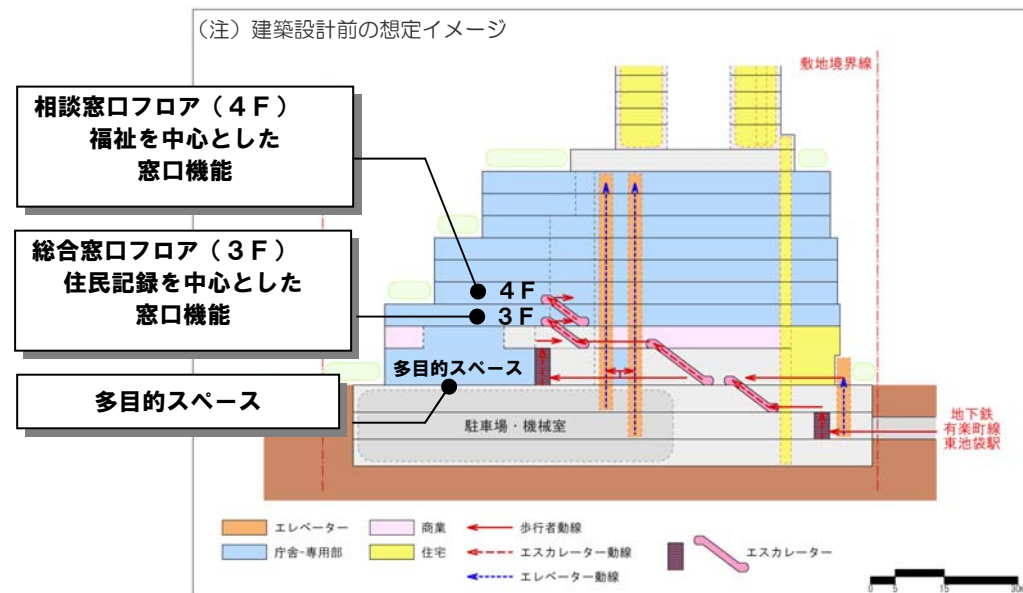 （注）建築設計前の想定イメージ
敷地境界線
相談窓口フロア（４Ｆ）
福祉を中心とした
窓口機能
総合窓口フロア（３Ｆ）
住民記録を中心とした
窓口機能
多目的スペース
４Ｆ
３Ｆ
多目的スペース
駐車場・機械室
地下鉄
有楽町線
東池袋駅
エレベーター
商業
歩行者動線
庁舎-専用部
住宅
エスカレーター動線
エスカレーター
エレベーター動線
0 5 15 30m